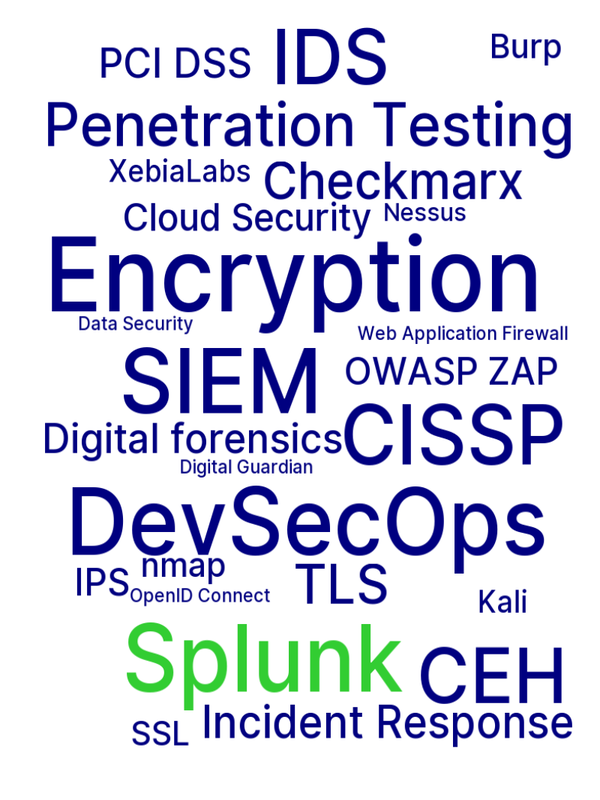 PCI DSS IDS Burp
Penetration Testing
XebiaLabs Checkmarx
Cloud Security Nessus
Encryption
Data Security
Web Application Firewall
SIEM OWASP ZAP
Digital forensics CISSP
Digital Guardian
DevSecOps
IPS nmap TLS
OpenID Connect Kali
Splunk CEH
SSL Incident Response